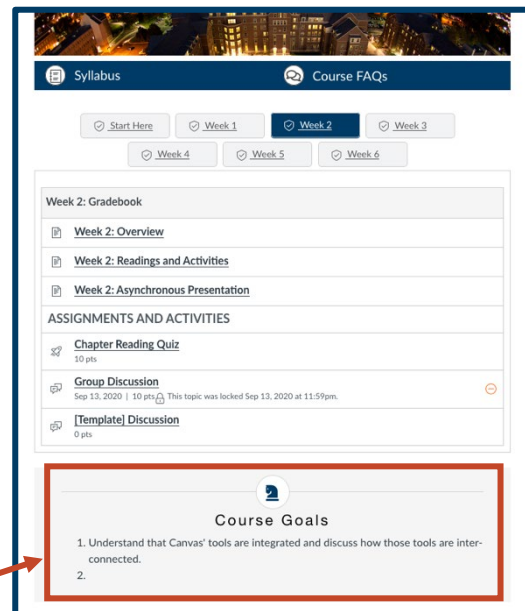 Syllabus
Course FAQs
Start Here
Week 1
Week 2
Week 3
Week 4
Week 5
Week 6
Week 2: Gradebook
Week 2: Overview
Week 2: Readings and Activities
Week 2: Asynchronous Presentation
ASSIGNMENTS AND ACTIVITIES
Chapter Reading Quiz
10 pts
Group Discussion
Sep 13, 2020 | 10 pts This topic was locked Sep 13, 2020 at 11:59pm.
[Template] Discussion
0 pts
Course Goals
1. Understand that Canvas' tools are integrated and discuss how those tools are inter-
connected.
2.